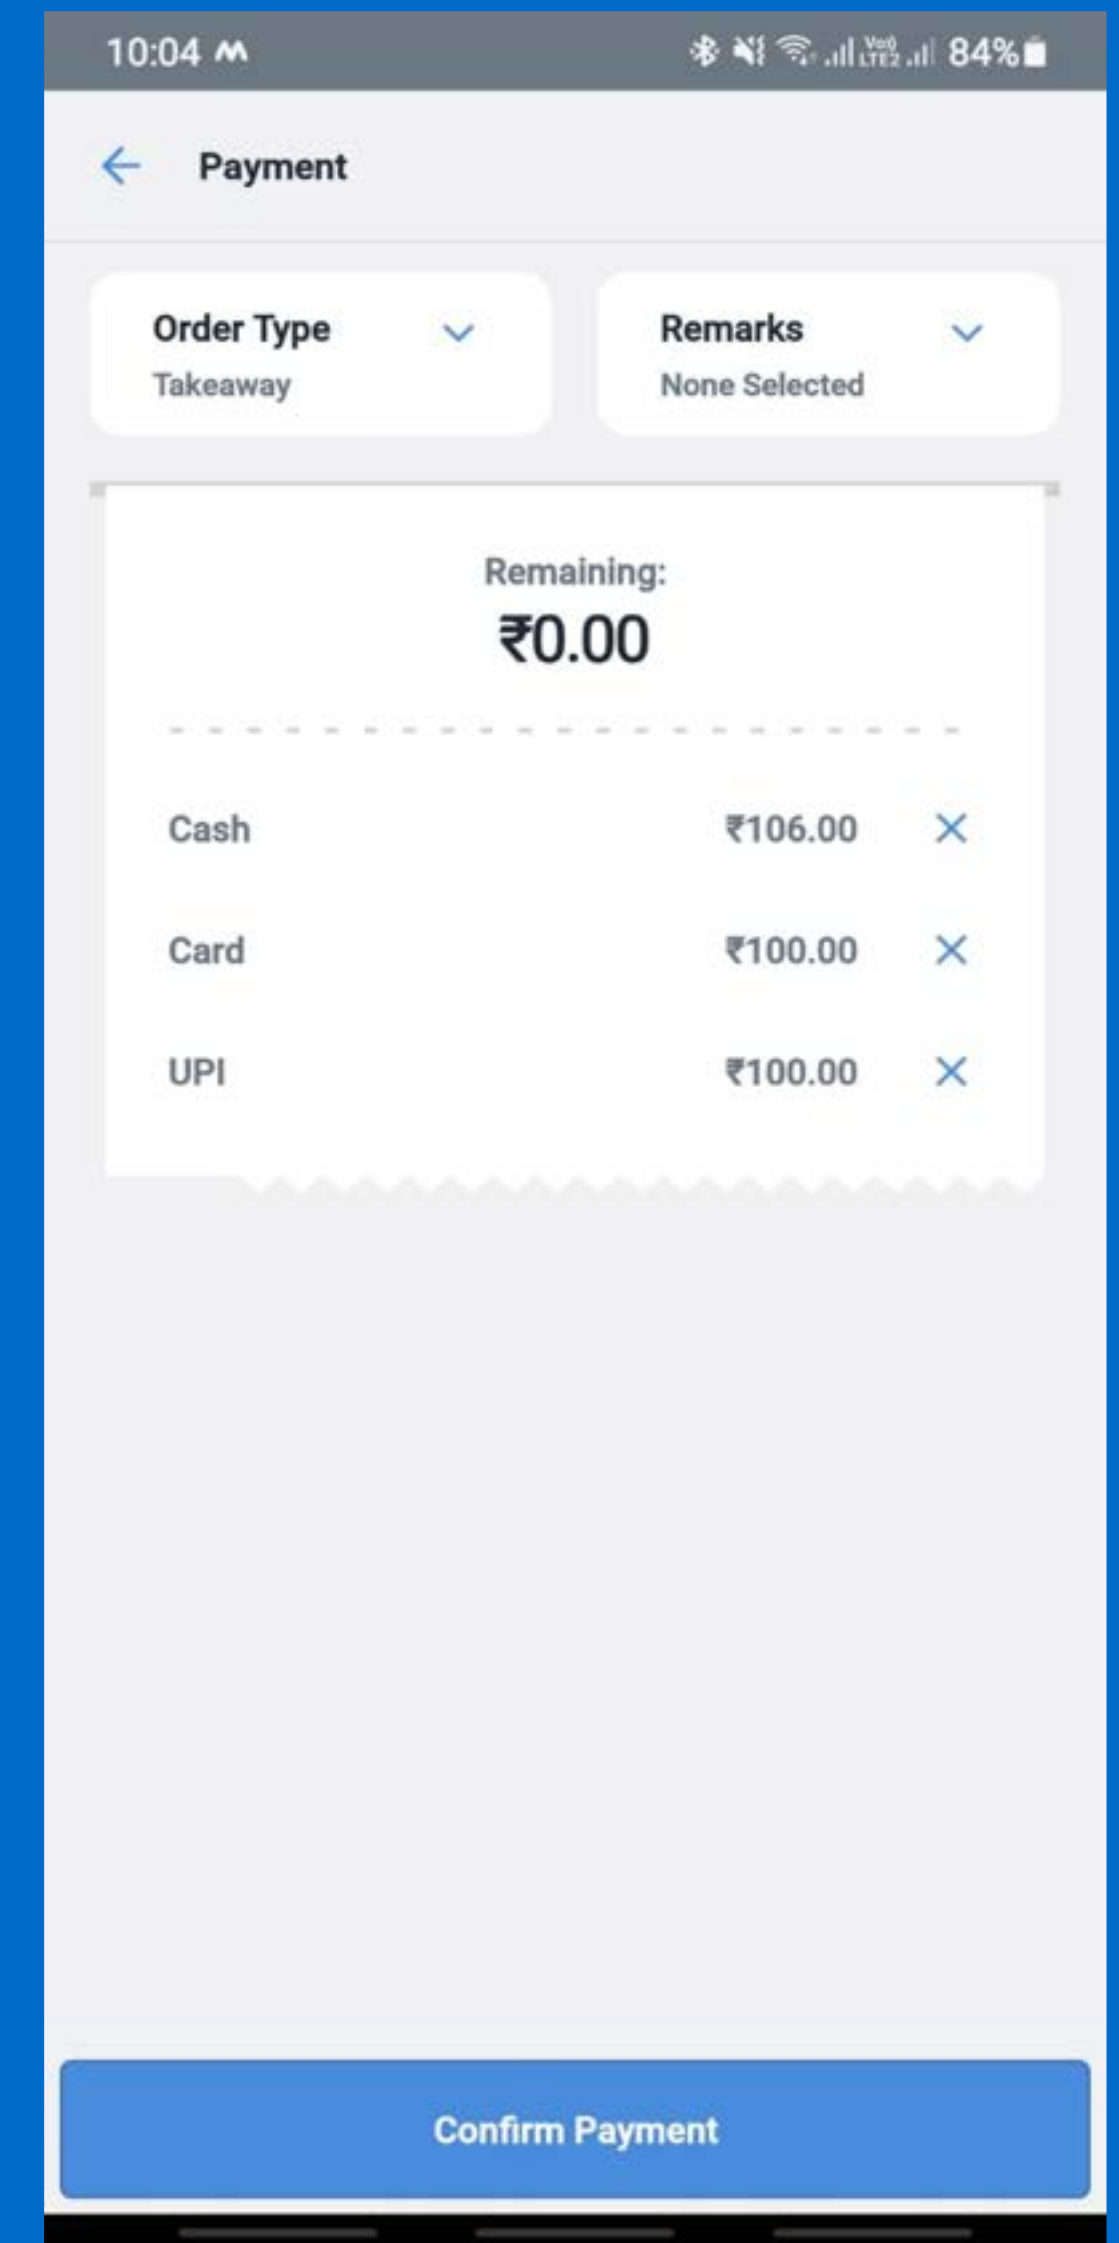 10:04 84%
Payment
Order Type
Takeaway
Remarks
None Selected
Remaining:
₹0.00
Cash ₹106.00
Card ₹100.00
UPI ₹100.00
Confirm Payment